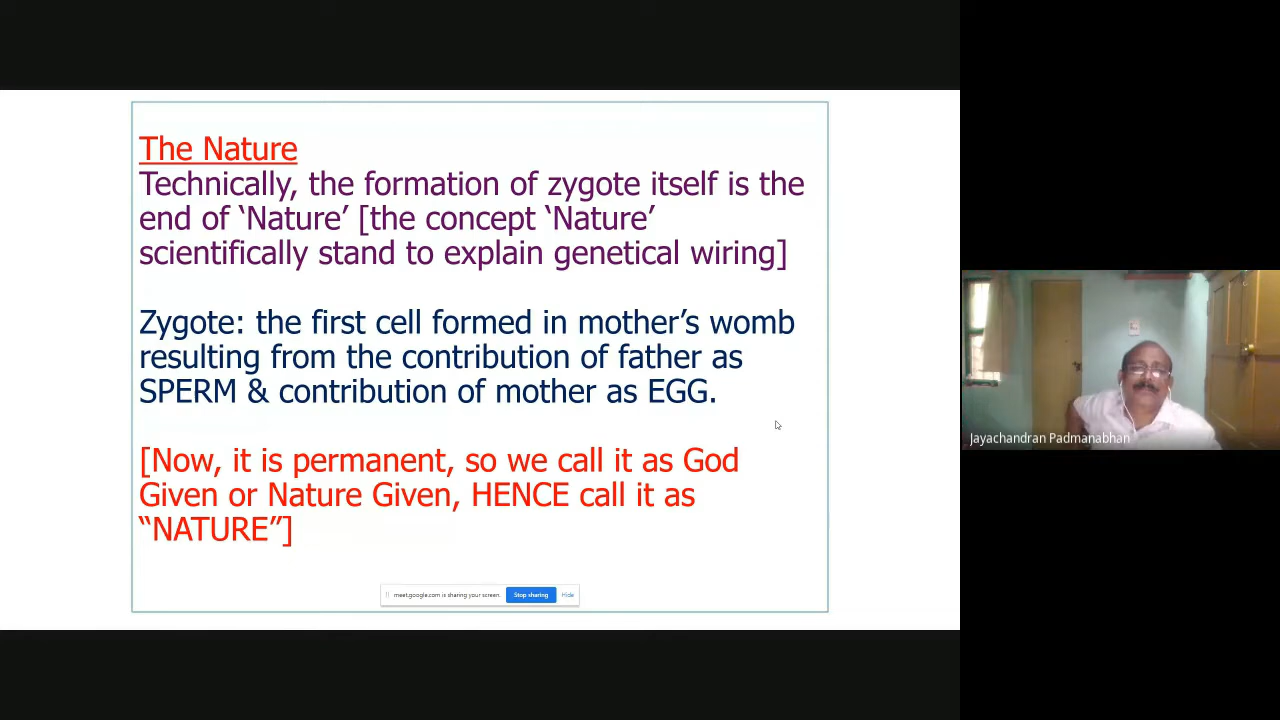 The Nature
Technically, the formation of zygote itself is the
end of ‘Nature’ [the concept ‘Nature’
scientifically stand to explain genetical wiring]
Zygote: the first cell formed in mother’s womb
resulting from the contribution of father as
SPERM & contribution of mother as EGG.
[Now, it is permanent, so we call it as God
Given or Nature Given, HENCE call it as
“NATURE”]
meet.google.com is sharing your screen. Stop sharing Hide
Jayachandran Padmanabhan